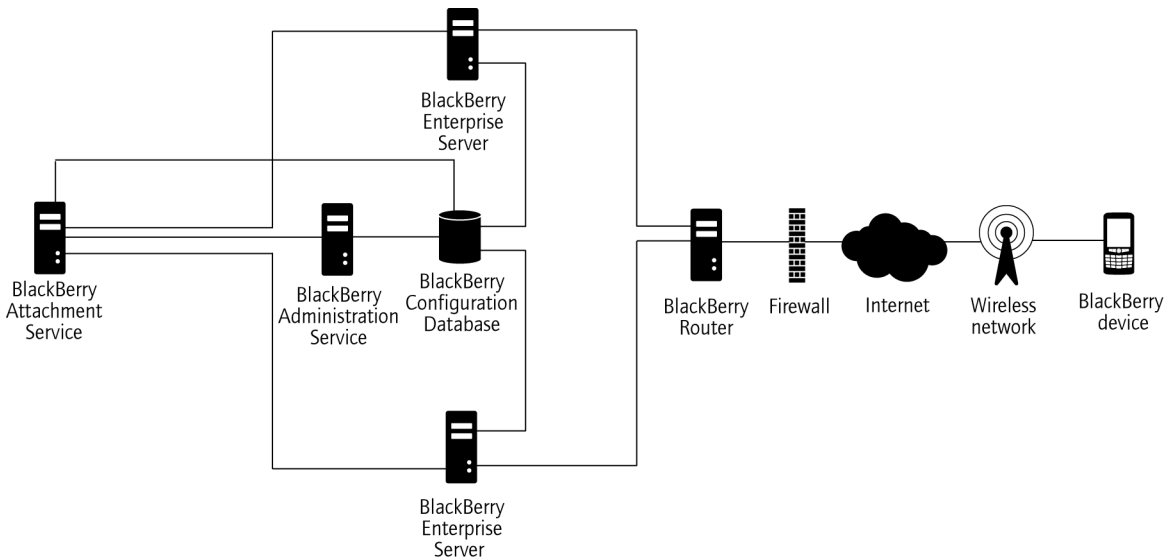 BlackBerry
Enterprise
Server
BlackBerry
Attachment
Service
BlackBerry
Administration
Service
BlackBerry
Configuration
Database
BlackBerry
Router
Firewall
Internet
Wireless
network
BlackBerry
device
BlackBerry
Enterprise
Server